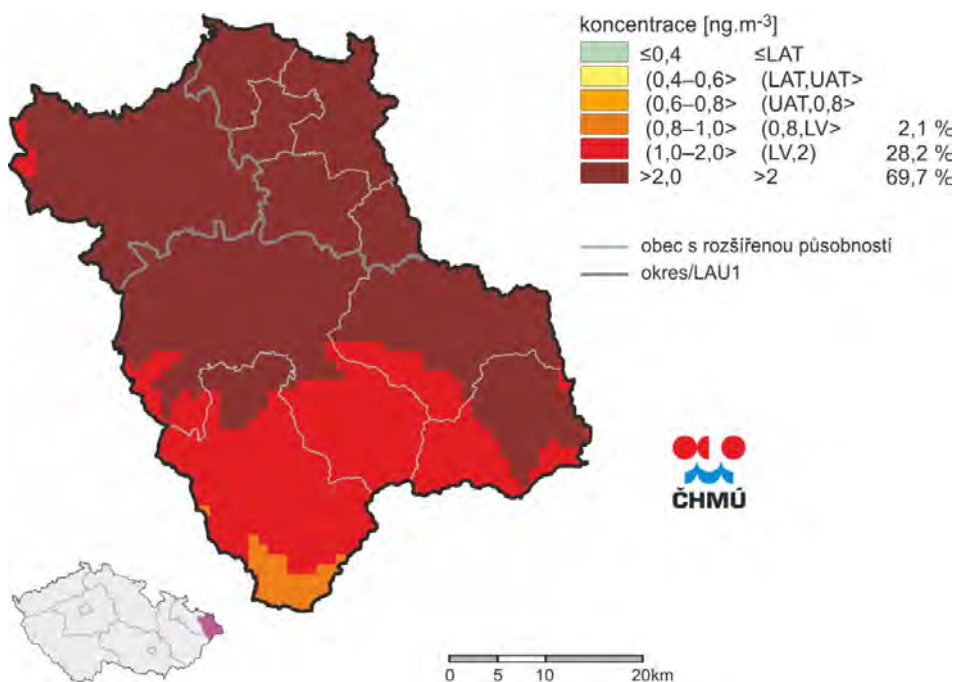 koncentrace [ng.m-3]
≤0,4 ≤LAT
(0,4–0,6> (LAT,UAT>
(0,6–0,8> (UAT,0,8>
(0,8–1,0> (0,8,LV> 2,1 %
(1,0–2,0> (LV,2) 28,2 %
>2,0 >2 69,7 %
obec s rozšířenou působností
okres/LAU1
ČHMÚ
0 5 10 20km